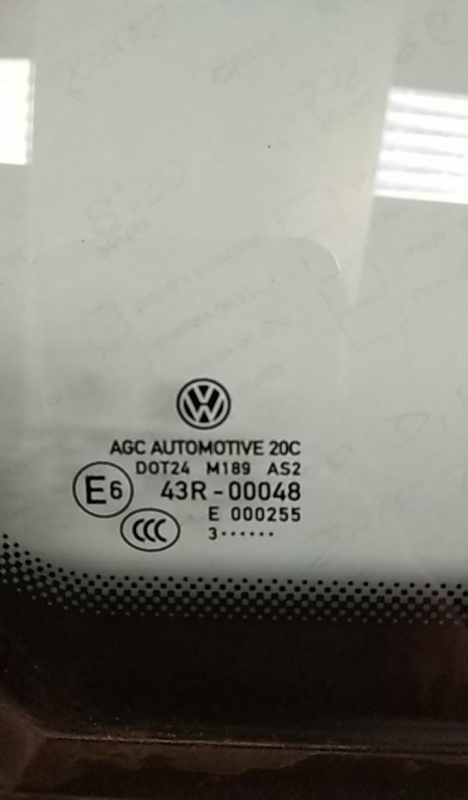 AGC AUTOMOTIVE 20C
DOT24 M189 AS2
E6 43R-00048
E 000255
CCC
3······